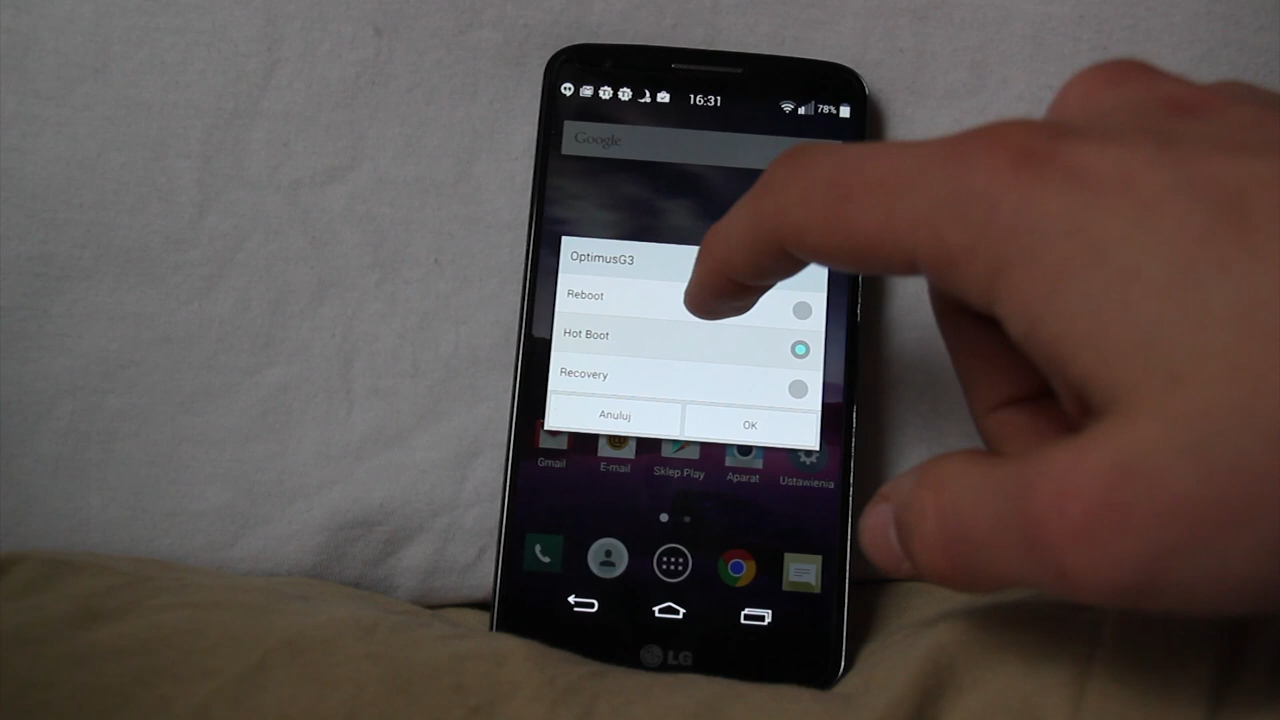 16:31
78%
Google
OptimusG3
Reboot
Hot Boot
Recovery
Anuluj
OK
Gmail
E-mail
Sklep Play
Aparat
Ustawienia
LG